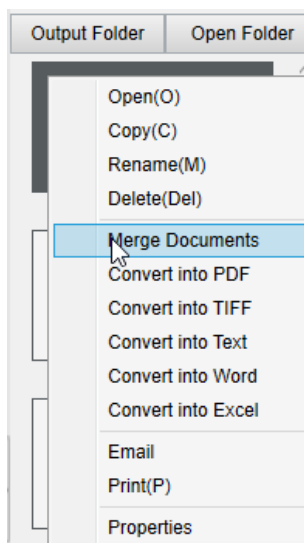 Output Folder Open Folder
Open(O)
Copy(C)
Rename(M)
Delete(Del)
Merge Documents
Convert into PDF
Convert into TIFF
Convert into Text
Convert into Word
Convert into Excel
Email
Print(P)
Properties